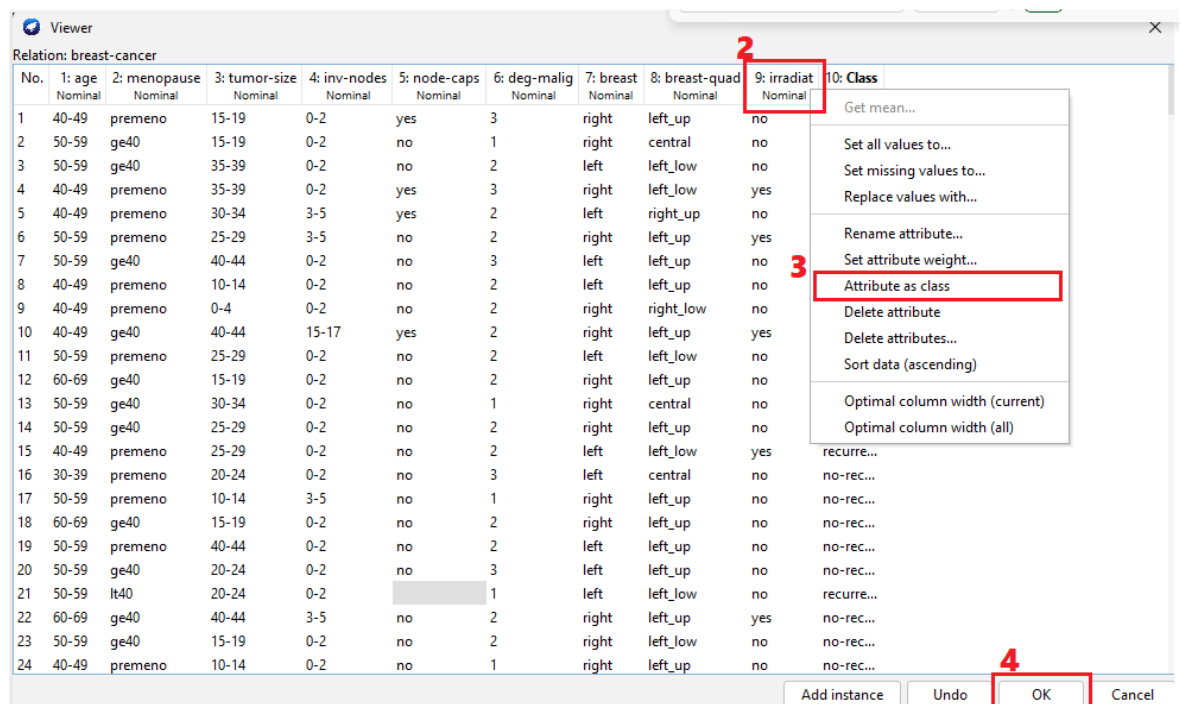 Viewer
Relation: breast-cancer
2
No. 1: age 2: menopause 3: tumor-size 4: inv-nodes 5: node-caps 6: deg-malig 7: breast 8: breast-quad 9: irradiat 10: Class
Nominal Nominal Nominal Nominal Nominal Nominal Nominal Nominal Nominal
1 40-49 premeno 15-19 0-2 yes 3 right left_up no
2 50-59 ge40 15-19 0-2 no 1 right central no
3 50-59 ge40 35-39 0-2 no 2 left left_low no
4 40-49 premeno 35-39 0-2 yes 3 right left_low yes
5 40-49 premeno 30-34 3-5 yes 2 left right_up no
6 50-59 premeno 25-29 3-5 no 2 right left_up yes
7 50-59 ge40 40-44 0-2 no 3 left left_up no
8 40-49 premeno 10-14 0-2 no 2 left left_up no
9 40-49 premeno 0-4 0-2 no 2 right right_low no
10 40-49 ge40 40-44 15-17 yes 2 right left_up yes
11 50-59 premeno 25-29 0-2 no 2 left left_low no
12 60-69 ge40 15-19 0-2 no 2 right left_up no
13 50-59 ge40 30-34 0-2 no 1 right central no
14 50-59 ge40 25-29 0-2 no 2 right left_up no
15 40-49 premeno 25-29 0-2 no 2 left left_low yes recurre...
16 30-39 premeno 20-24 0-2 no 3 left central no no-rec...
17 50-59 premeno 10-14 3-5 no 1 right left_up no no-rec...
18 60-69 ge40 15-19 0-2 no 2 right left_up no no-rec...
19 50-59 premeno 40-44 0-2 no 2 left left_up no no-rec...
20 50-59 ge40 20-24 0-2 no 3 left left_up no no-rec...
21 50-59 lt40 20-24 0-2 1 left left_low no recurre...
22 60-69 ge40 40-44 3-5 no 2 right left_up yes no-rec...
23 50-59 ge40 15-19 0-2 no 2 right left_low no no-rec...
24 40-49 premeno 10-14 0-2 no 1 right left_up no no-rec...
Get mean...
Set all values to...
Set missing values to...
Replace values with...
Rename attribute...
Set attribute weight...
3
Attribute as class
Delete attribute
Delete attributes...
Sort data (ascending)
Optimal column width (current)
Optimal column width (all)
4
Add instance Undo OK Cancel